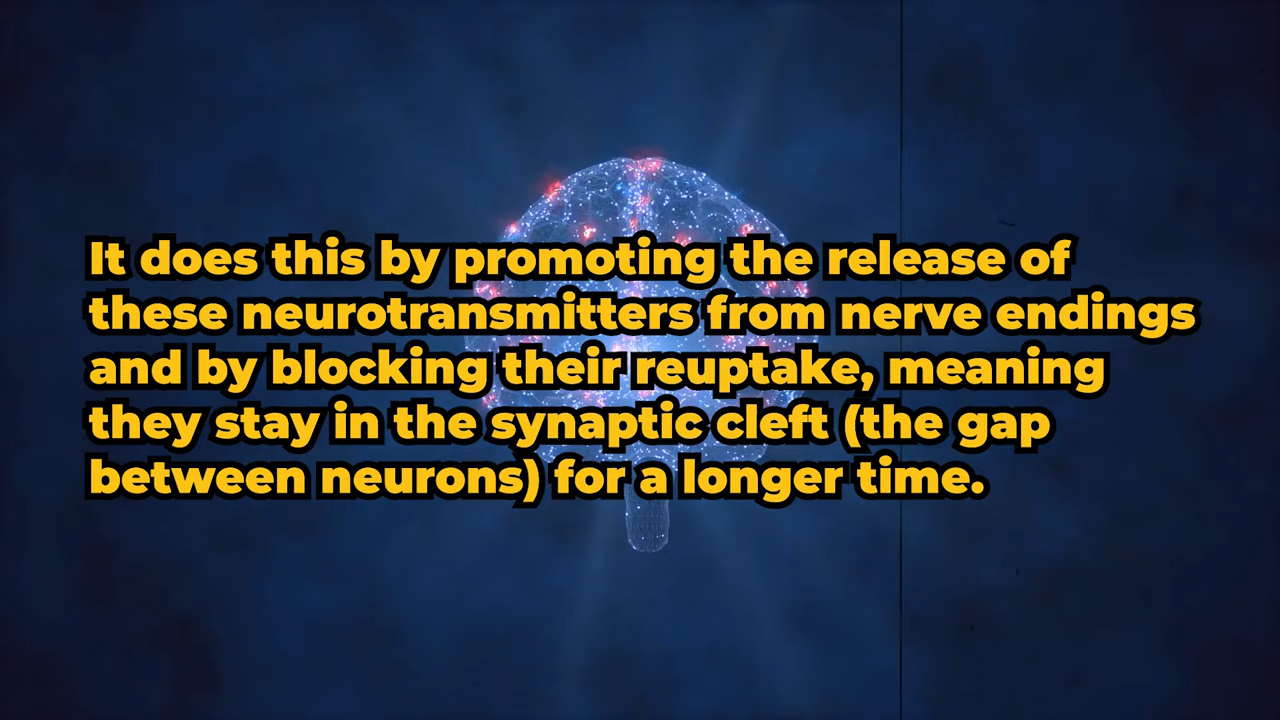 It does this by promoting the release of
these neurotransmitters from nerve endings
and by blocking their reuptake, meaning
they stay in the synaptic cleft (the gap
between neurons) for a longer time.